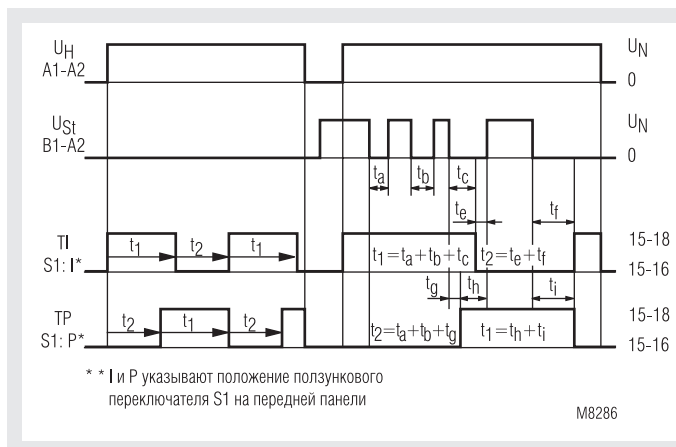 U_H
A1-A2
U_N
0
U_St
B1-A2
U_N
0
t_a t_b t_c
t_e t_f
TI
S1: I*
t_1 t_2 t_1
t_1=t_a+t_b+t_c t_2=t_e+t_f
15-18
15-16
t_g t_h t_i
TP
S1: P*
t_2 t_1 t_2
t_2=t_a+t_b+t_g t_1=t_h+t_i
15-18
15-16
* * I и P указывают положение ползункового
переключателя S1 на передней панели
M8286